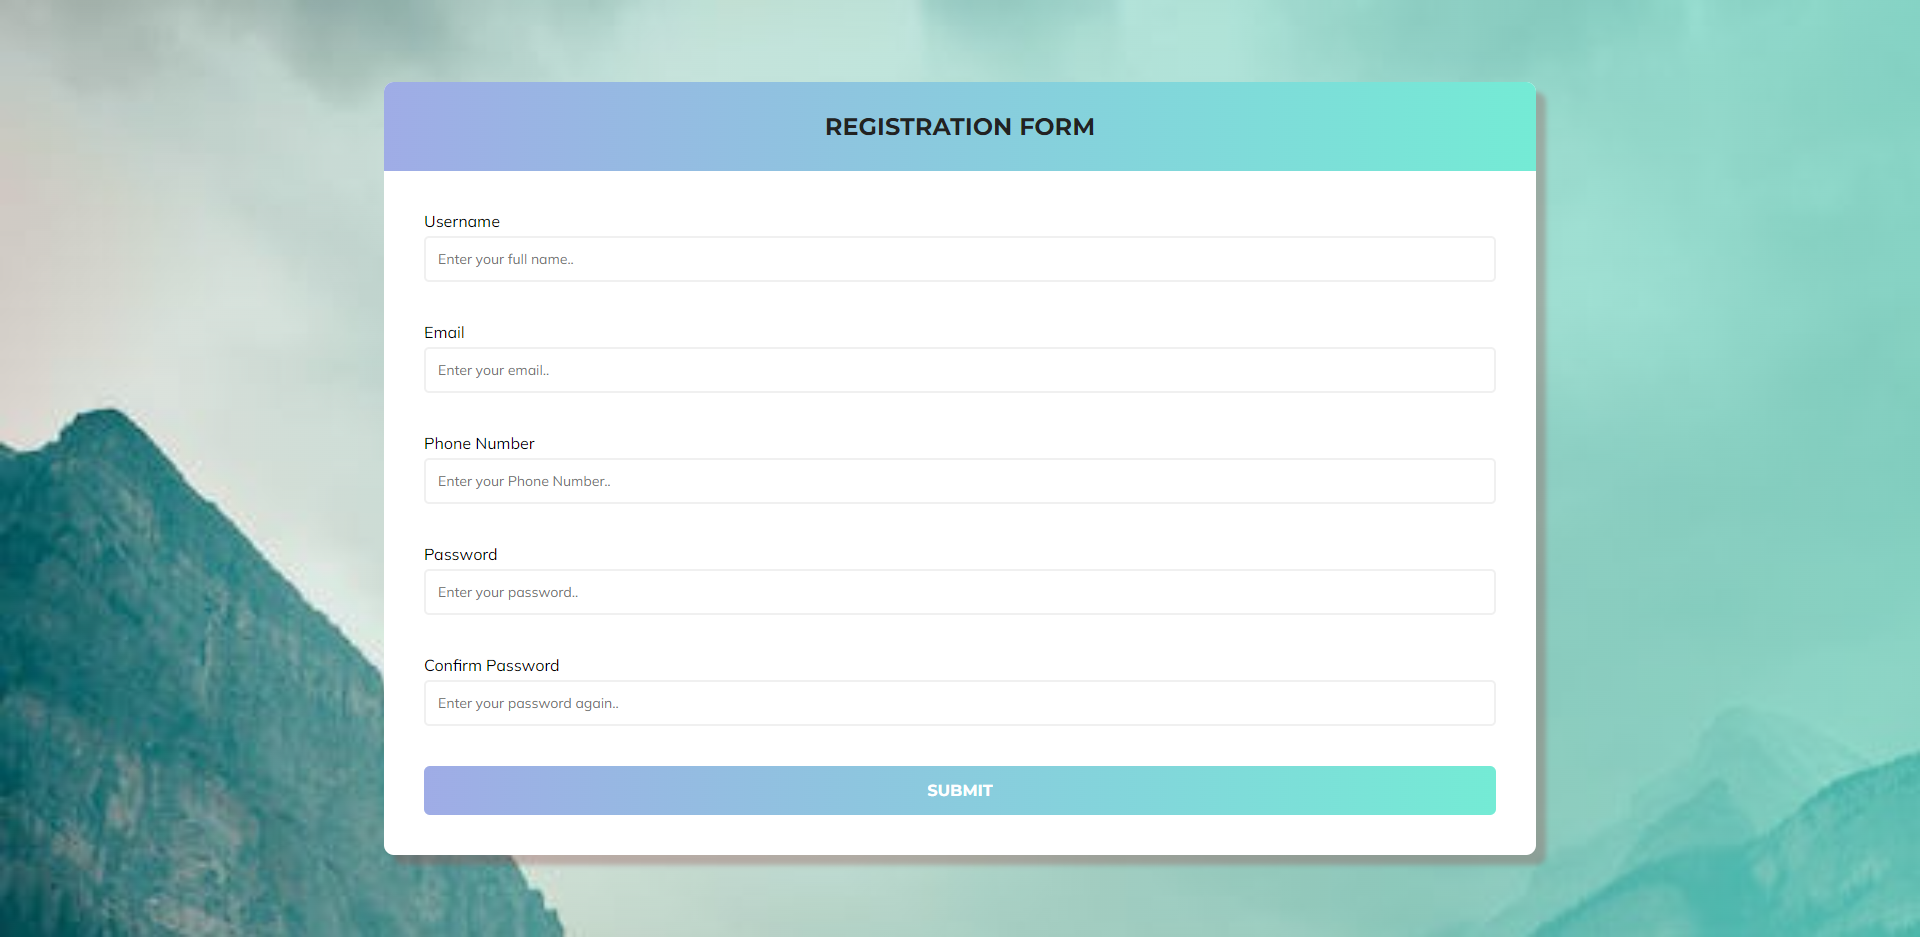 REGISTRATION FORM
Username
Enter your full name..
Email
Enter your email..
Phone Number
Enter your Phone Number..
Password
Enter your password..
Confirm Password
Enter your password again..
SUBMIT